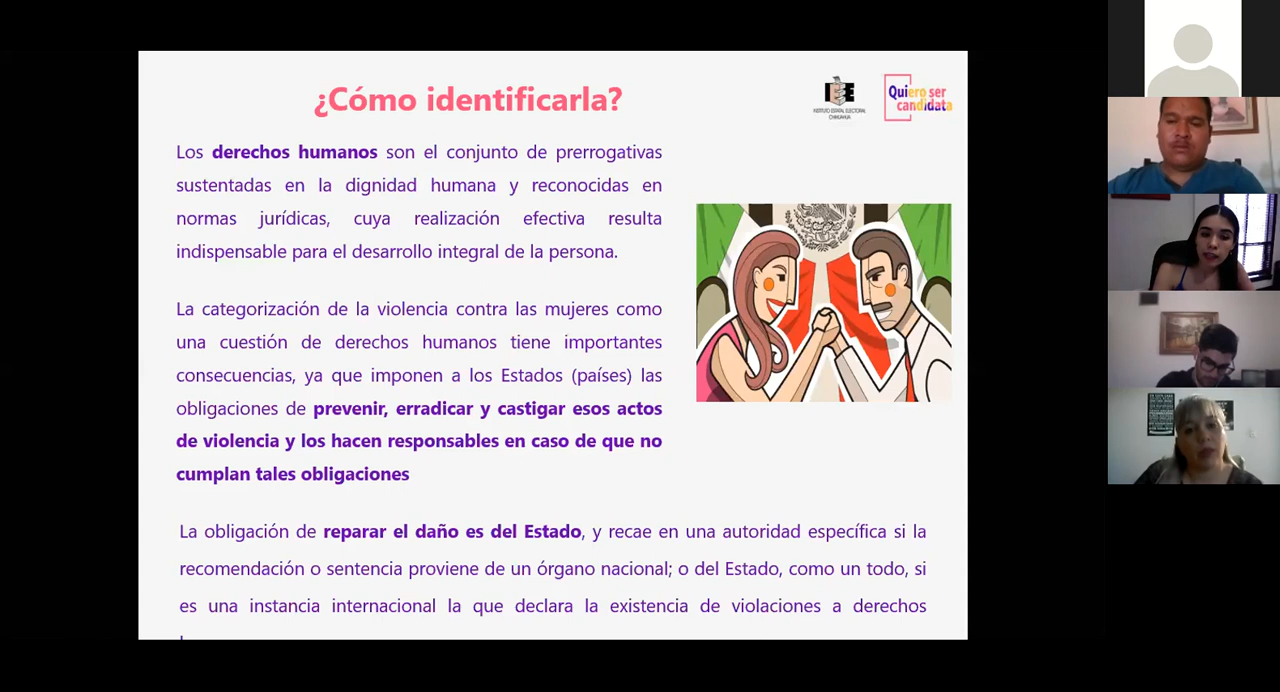 ¿Cómo identificarla?
INSTITUTO ESTATAL ELECTORAL
CHIHUAHUA
Quiero ser
candidata
Los derechos humanos son el conjunto de prerrogativas
sustentadas en la dignidad humana y reconocidas en
normas jurídicas, cuya realización efectiva resulta
indispensable para el desarrollo integral de la persona.
La categorización de la violencia contra las mujeres como
una cuestión de derechos humanos tiene importantes
consecuencias, ya que imponen a los Estados (países) las
obligaciones de prevenir, erradicar y castigar esos actos
de violencia y los hacen responsables en caso de que no
cumplan tales obligaciones
La obligación de reparar el daño es del Estado, y recae en una autoridad específica si la
recomendación o sentencia proviene de un órgano nacional; o del Estado, como un todo, si
es una instancia internacional la que declara la existencia de violaciones a derechos